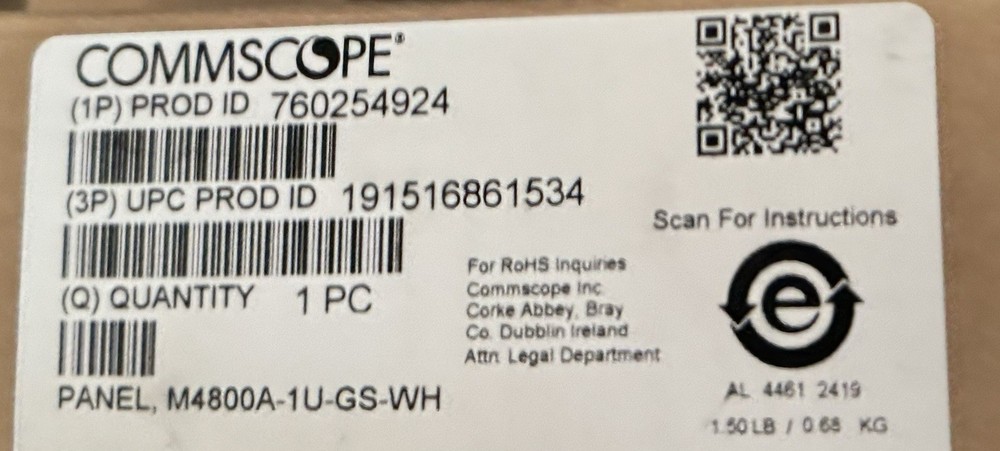 COMMSCOPE®
(1P) PROD ID 760254924
(3P) UPC PROD ID 191516861534
(Q) QUANTITY 1 PC
PANEL, M4800A-1U-GS-WH
For RoHS Inquiries
Commscope Inc.
Corke Abbey, Bray
Co. Dubblin Ireland
Attn: Legal Department
Scan For Instructions
e
AL 4461 2419
1.50 LB / 0.68 KG